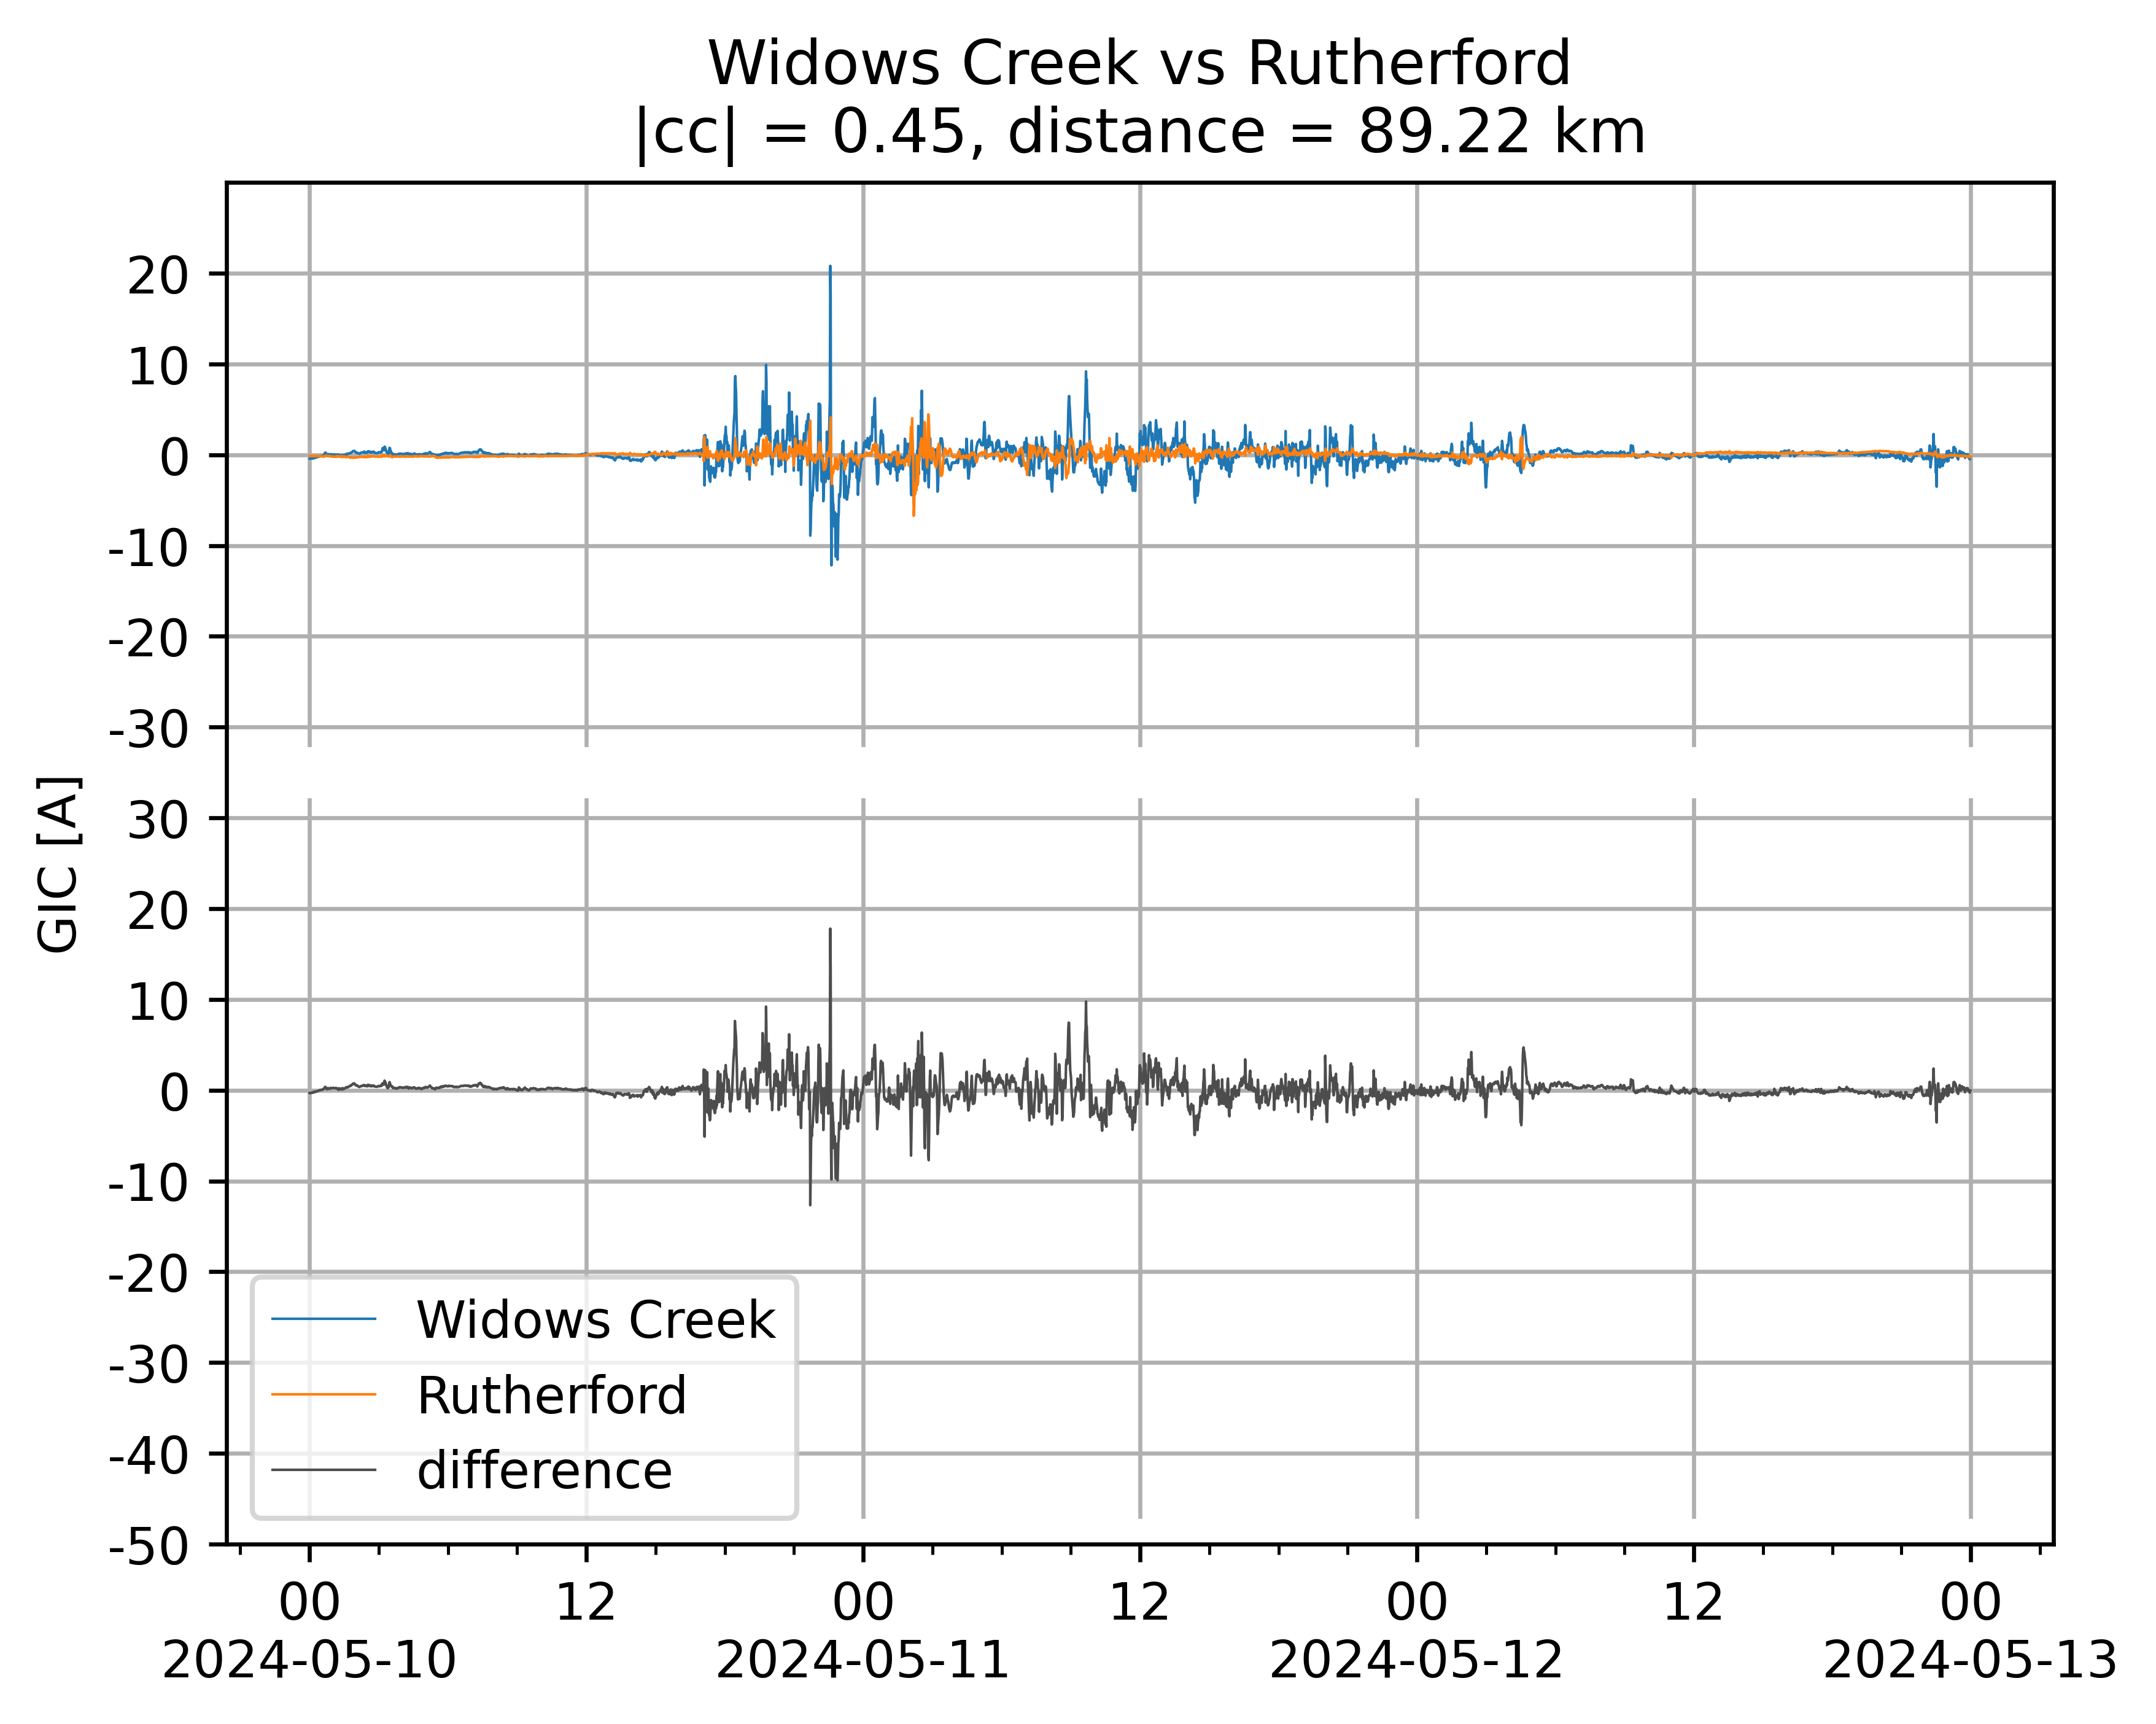 Widows Creek vs Rutherford
|cc| = 0.45, distance = 89.22 km
20
10
0
-10
-20
-30
30
20
10
0
-10
-20
-30
-40
-50
GIC [A]
Widows Creek
Rutherford
difference
00 12 00 12 00 12 00
2024-05-10 2024-05-11 2024-05-12 2024-05-13